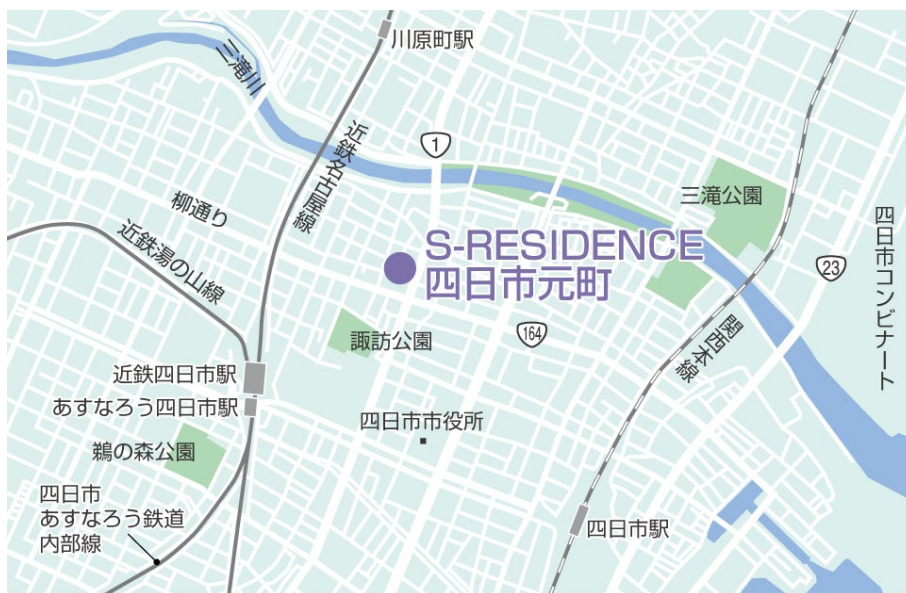 川原町駅
三滝川
近鉄名古屋線
1
三滝公園
柳通り
近鉄湯の山線
S-RESIDENCE
四日市元町
23
四日市コンビナート
164
関西本線
諏訪公園
近鉄四日市駅
あすなろう四日市駅
四日市市役所
鵜の森公園
四日市
あすなろう鉄道
内部線
四日市駅